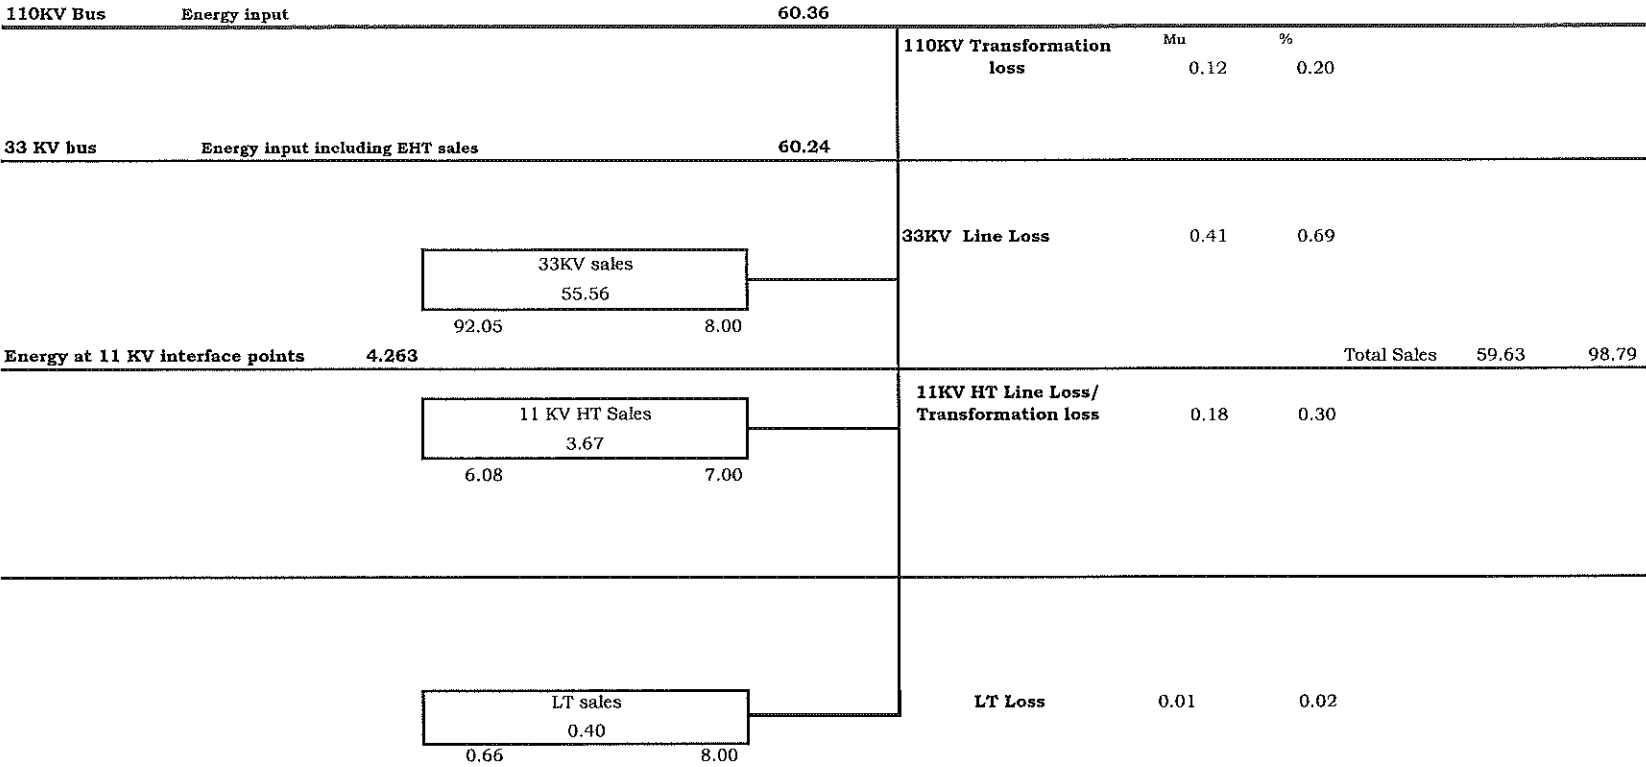 110KV Bus Energy input 60.36
Mu %
110KV Transformation
loss 0.12 0.20
33 KV bus Energy input including EHT sales 60.24
33KV Line Loss 0.41 0.69
33KV sales
55.56
92.05 8.00
Energy at 11 KV interface points 4.263 Total Sales 59.63 98.79
11KV HT Line Loss/
Transformation loss 0.18 0.30
11 KV HT Sales
3.67
6.08 7.00
LT sales
LT Loss 0.01 0.02
0.40
0.66 8.00